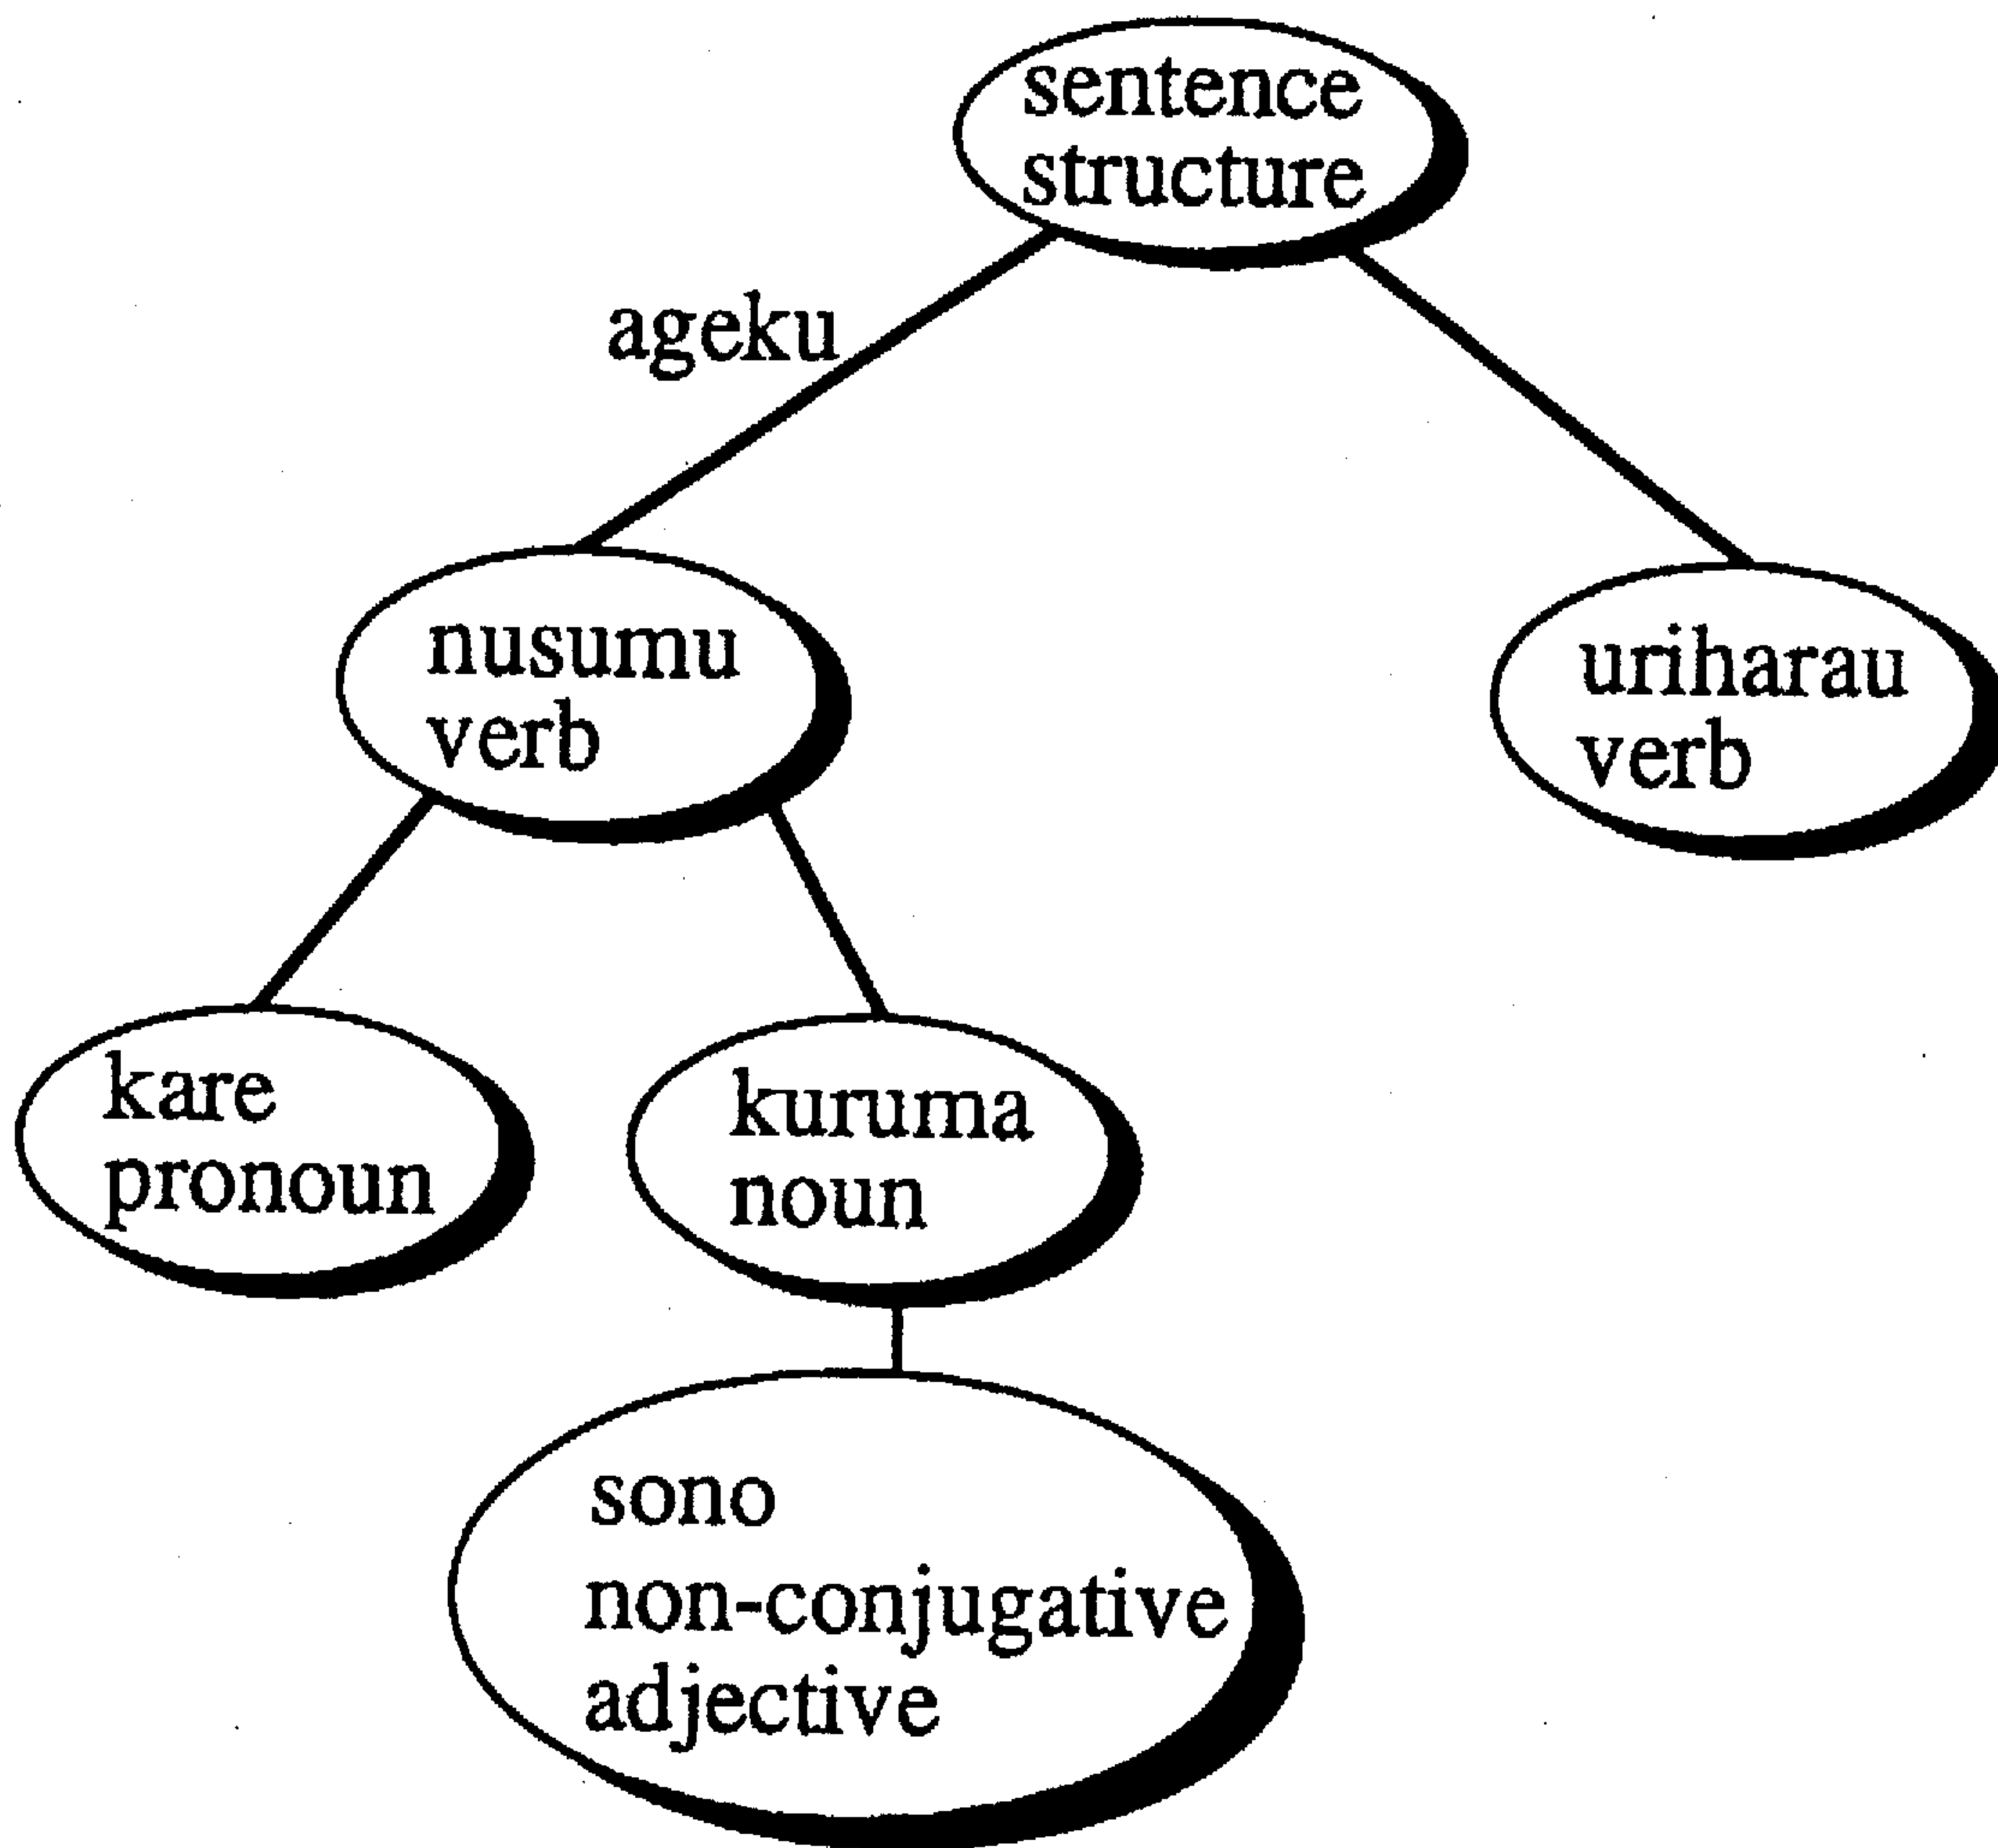 sentence
structure
ageku
nusumu
verb
uriharau
verb
kare
pronoun
kuruma
noun
sono
non-conjugative
adjective